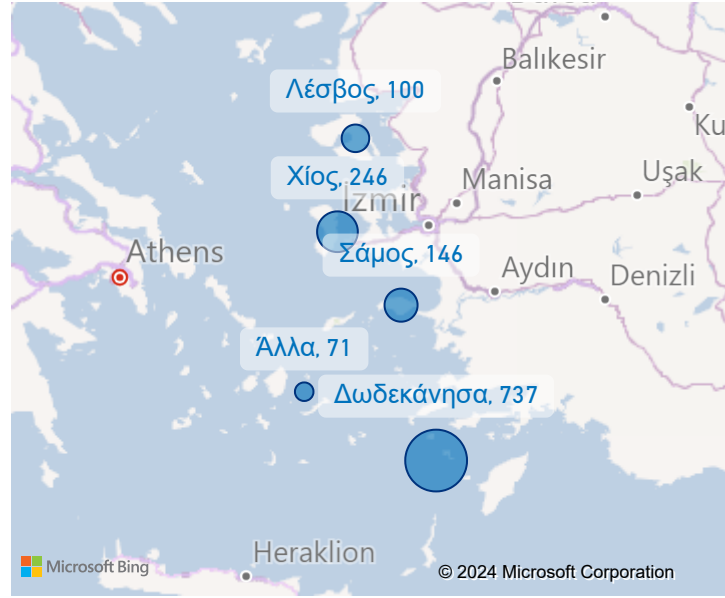 Balıkesir
Λέσβος, 100
Ku
Χίος, 246
Uşak
Manisa
İzmir
Athens
Σάμος, 146
Aydın
Denizli
Άλλα, 71
Δωδεκάνησα, 737
Heraklion
Microsoft Bing
© 2024 Microsoft Corporation